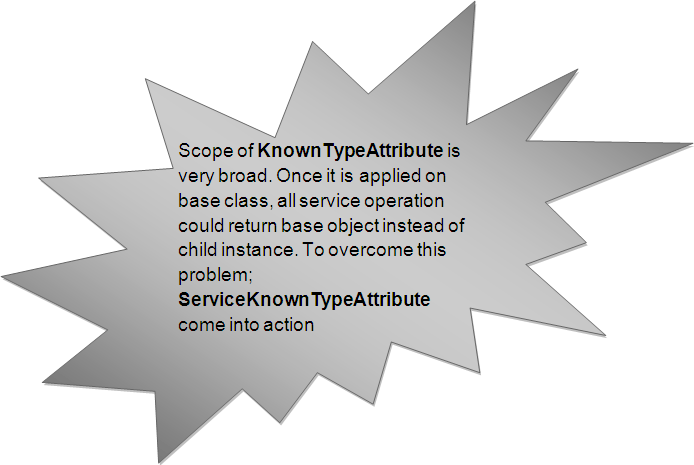 Scope of KnownTypeAttribute is
very broad. Once it is applied on
base class, all service operation
could return base object instead of
child instance. To overcome this
problem;
ServiceKnownTypeAttribute
come into action